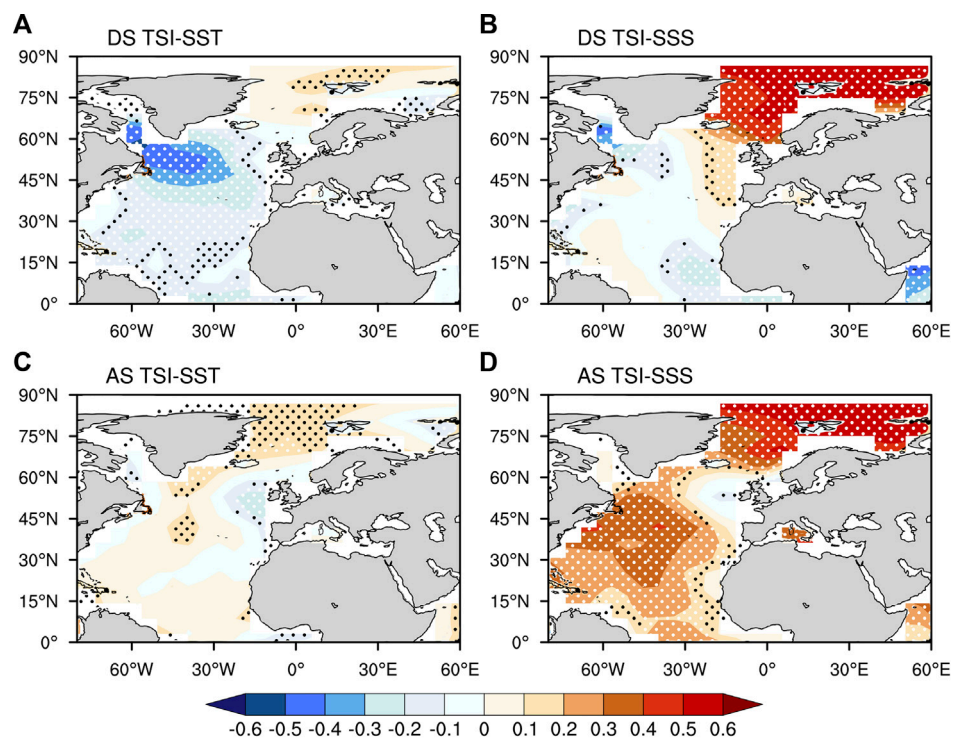 A
DS TSI-SST
90°N
75°N
60°N
45°N
30°N
15°N
0°
60°W 30°W 0° 30°E 60°E
B
DS TSI-SSS
90°N
75°N
60°N
45°N
30°N
15°N
0°
60°W 30°W 0° 30°E 60°E
C
AS TSI-SST
90°N
75°N
60°N
45°N
30°N
15°N
0°
60°W 30°W 0° 30°E 60°E
D
AS TSI-SSS
90°N
75°N
60°N
45°N
30°N
15°N
0°
60°W 30°W 0° 30°E 60°E
-0.6 -0.5 -0.4 -0.3 -0.2 -0.1 0 0.1 0.2 0.3 0.4 0.5 0.6